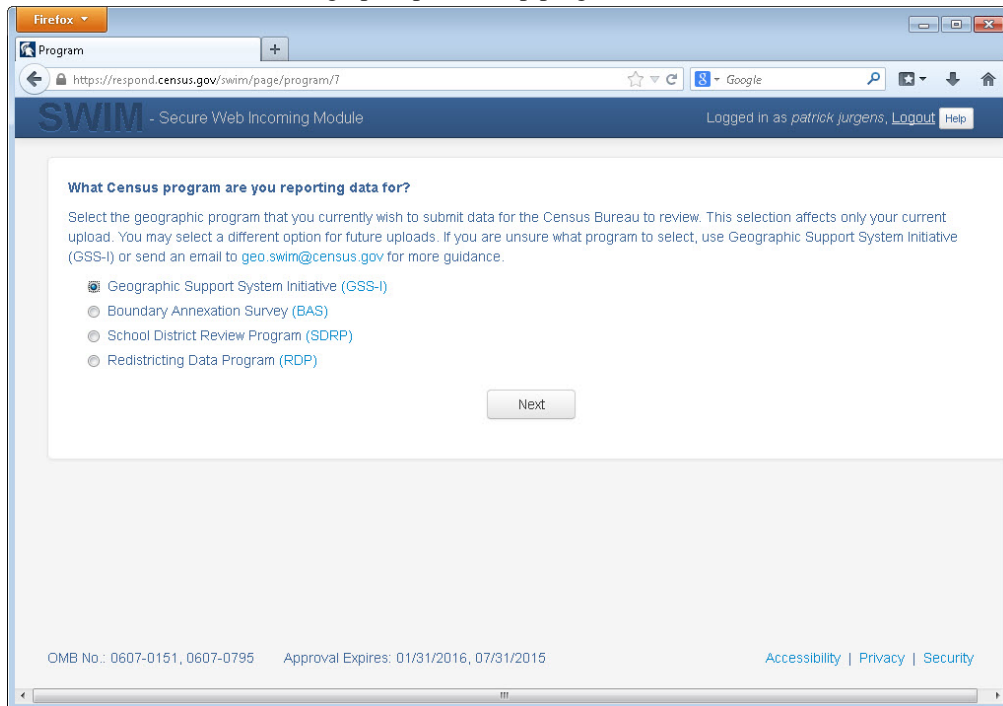 Firefox
Program
https://respond.census.gov/swim/page/program/7
Google
SWIM - Secure Web Incoming Module
Logged in as patrick jurgens, Logout Help
What Census program are you reporting data for?
Select the geographic program that you currently wish to submit data for the Census Bureau to review. This selection affects only your current
upload. You may select a different option for future uploads. If you are unsure what program to select, use Geographic Support System Initiative
(GSS-I) or send an email to geo.swim@census.gov for more guidance.
Geographic Support System Initiative (GSS-I)
Boundary Annexation Survey (BAS)
School District Review Program (SDRP)
Redistricting Data Program (RDP)
Next
OMB No.: 0607-0151, 0607-0795 Approval Expires: 01/31/2016, 07/31/2015
Accessibility | Privacy | Security